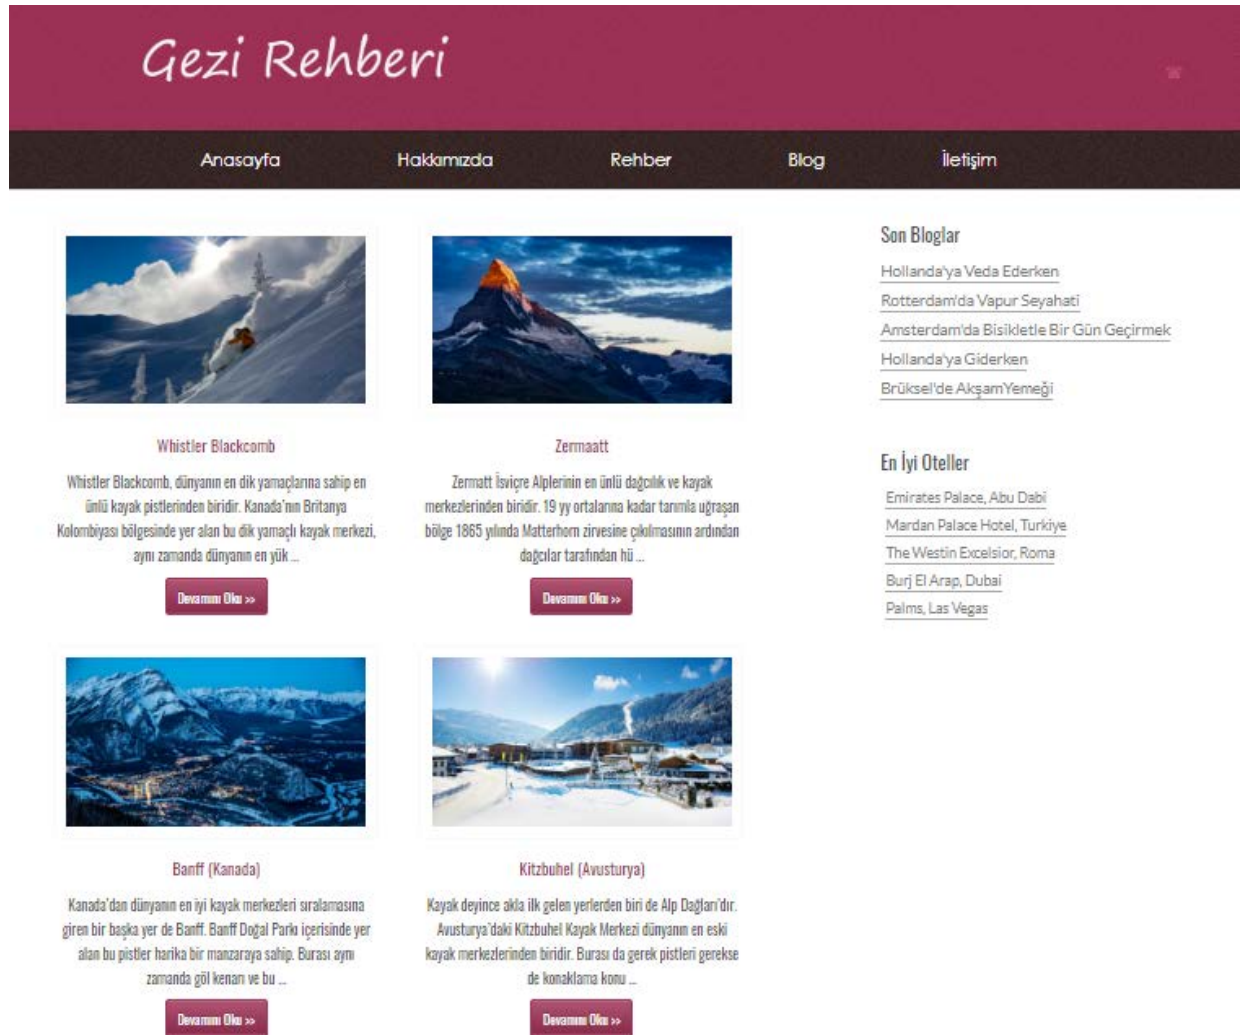 Gezi Rehberi
Anasayfa
Hakkımızda
Rehber
Blog
İletişim
Whistler Blackcomb
Whistler Blackcomb, dünyanın en dik yamaçlarına sahip en
ünlü kayak pistlerinden biridir. Kanada'nın Britanya
Kolombiyası bölgesinde yer alan bu dik yamaçlı kayak merkezi,
aynı zamanda dünyanın en yük ...
Devamını Oku >>
Zermaatt
Zermatt İsviçre Alplerinin en ünlü dağcılık ve kayak
merkezlerinden biridir. 19 yy ortalarına kadar tarımla uğraşan
bölge 1865 yılında Matterhorn zirvesine çıkılmasının ardından
dağcılar tarafından hü ...
Devamını Oku >>
Banff (Kanada)
Kanada'dan dünyanın en iyi kayak merkezleri sıralamasına
giren bir başka yer de Banff. Banff Doğal Parkı içerisinde yer
alan bu pistler harika bir manzaraya sahip. Burası aynı
zamanda göl kenarı ve bu ...
Devamını Oku >>
Kitzbuhel (Avusturya)
Kayak deyince akla ilk gelen yerlerden biri de Alp Dağları'dır.
Avusturya'daki Kitzbuhel Kayak Merkezi dünyanın en eski
kayak merkezlerinden biridir. Burası da gerek pistleri gerekse
de konaklama konu ...
Devamını Oku >>
Son Bloglar
Hollanda'ya Veda Ederken
Rotterdam'da Vapur Seyahati
Amsterdam'da Bisikletle Bir Gün Geçirmek
Hollanda'ya Giderken
Brüksel'de AkşamYemeği
En İyi Oteller
Emirates Palace, Abu Dabi
Mardan Palace Hotel, Turkiye
The Westin Excelsior, Roma
Burj El Arap, Dubai
Palms, Las Vegas